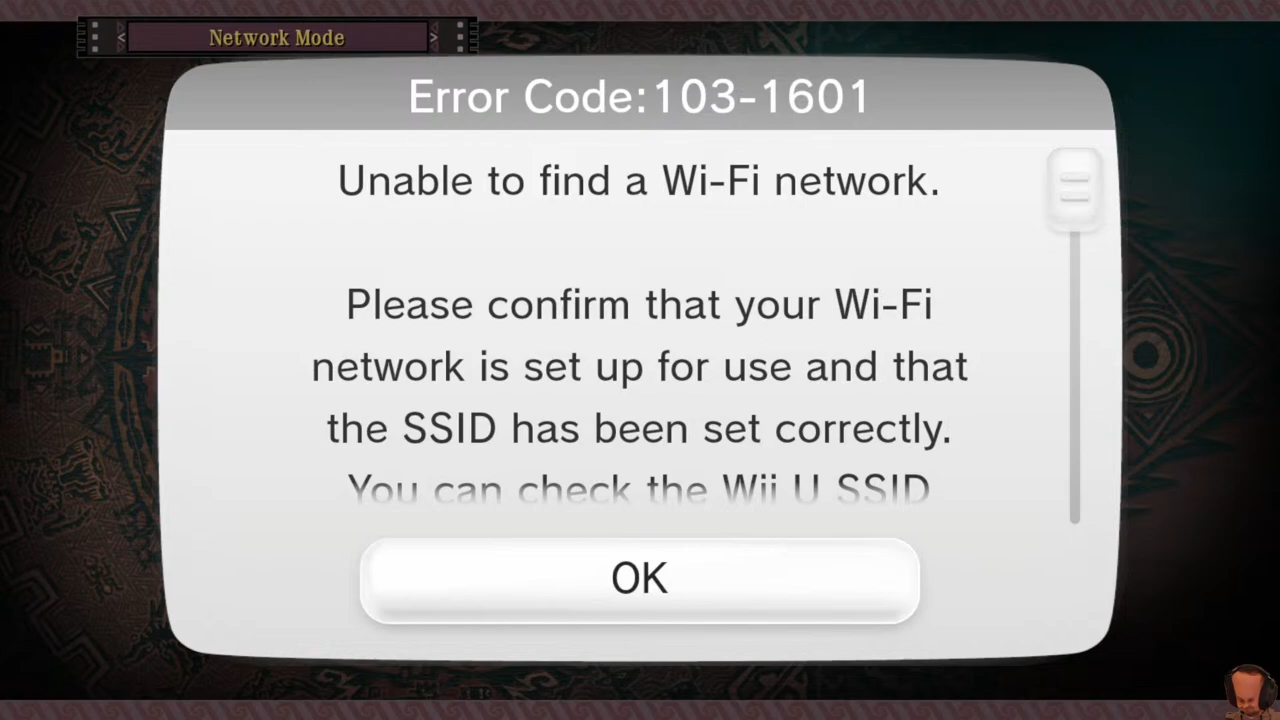 Network Mode
Error Code:103-1601
Unable to find a Wi-Fi network.
Please confirm that your Wi-Fi
network is set up for use and that
the SSID has been set correctly.
You can check the Wii U SSID
OK